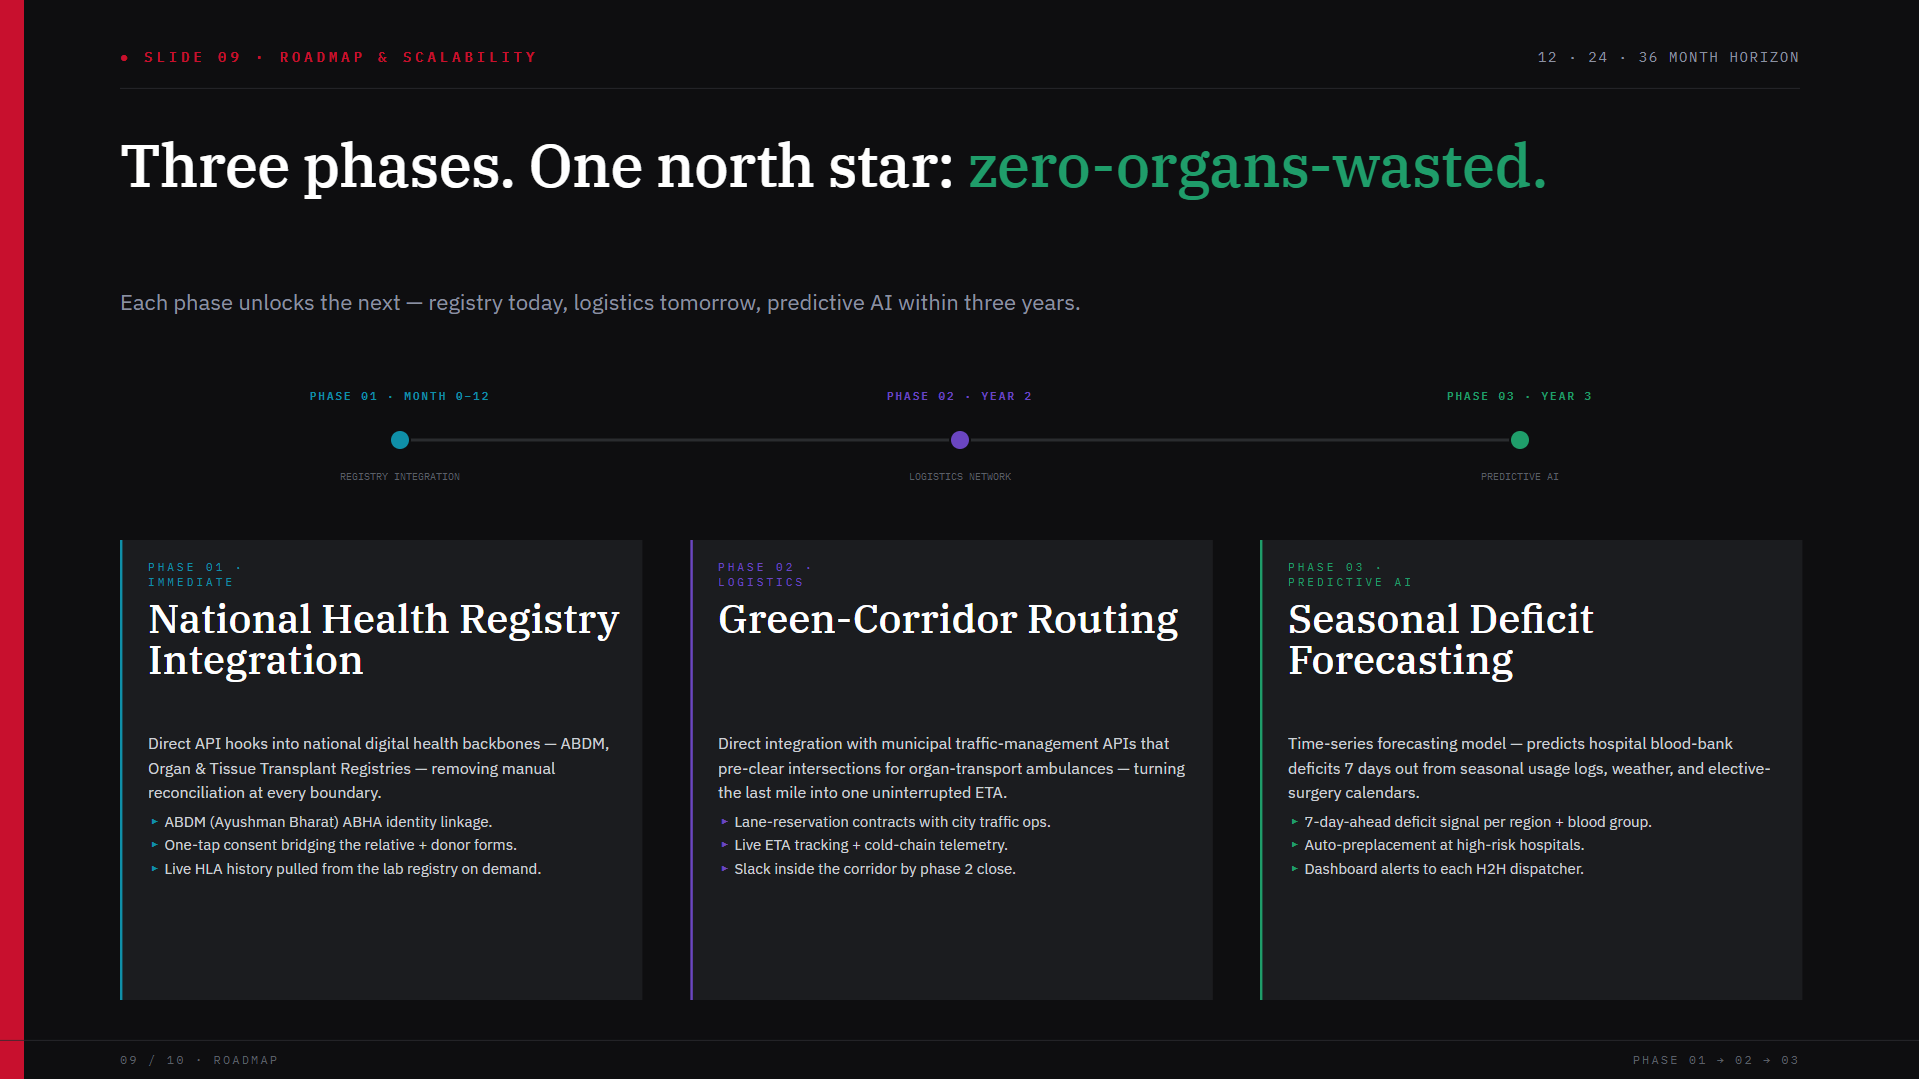 • SLIDE 09 · ROADMAP & SCALABILITY
12 · 24 · 36 MONTH HORIZON
Three phases. One north star: zero-organs-wasted.
Each phase unlocks the next — registry today, logistics tomorrow, predictive AI within three years.
PHASE 01 · MONTH 0–12
PHASE 02 · YEAR 2
PHASE 03 · YEAR 3
REGISTRY INTEGRATION
LOGISTICS NETWORK
PREDICTIVE AI
PHASE 01 ·
IMMEDIATE
National Health Registry
Integration
Direct API hooks into national digital health backbones — ABDM,
Organ & Tissue Transplant Registries — removing manual
reconciliation at every boundary.
▸ ABDM (Ayushman Bharat) ABHA identity linkage.
▸ One-tap consent bridging the relative + donor forms.
▸ Live HLA history pulled from the lab registry on demand.
PHASE 02 ·
LOGISTICS
Green-Corridor Routing
Direct integration with municipal traffic-management APIs that
pre-clear intersections for organ-transport ambulances — turning
the last mile into one uninterrupted ETA.
▸ Lane-reservation contracts with city traffic ops.
▸ Live ETA tracking + cold-chain telemetry.
▸ Slack inside the corridor by phase 2 close.
PHASE 03 ·
PREDICTIVE AI
Seasonal Deficit
Forecasting
Time-series forecasting model — predicts hospital blood-bank
deficits 7 days out from seasonal usage logs, weather, and elective-
surgery calendars.
▸ 7-day-ahead deficit signal per region + blood group.
▸ Auto-preplacement at high-risk hospitals.
▸ Dashboard alerts to each H2H dispatcher.
09 / 10 · ROADMAP
PHASE 01 → 02 → 03